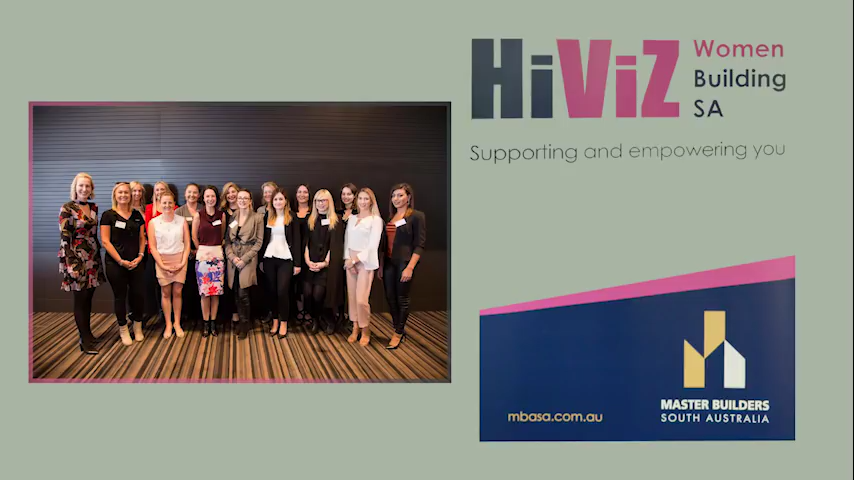 HiViZ
Women
Building
SA
Supporting and empowering you
mbasa.com.au
MASTER BUILDERS
SOUTH AUSTRALIA